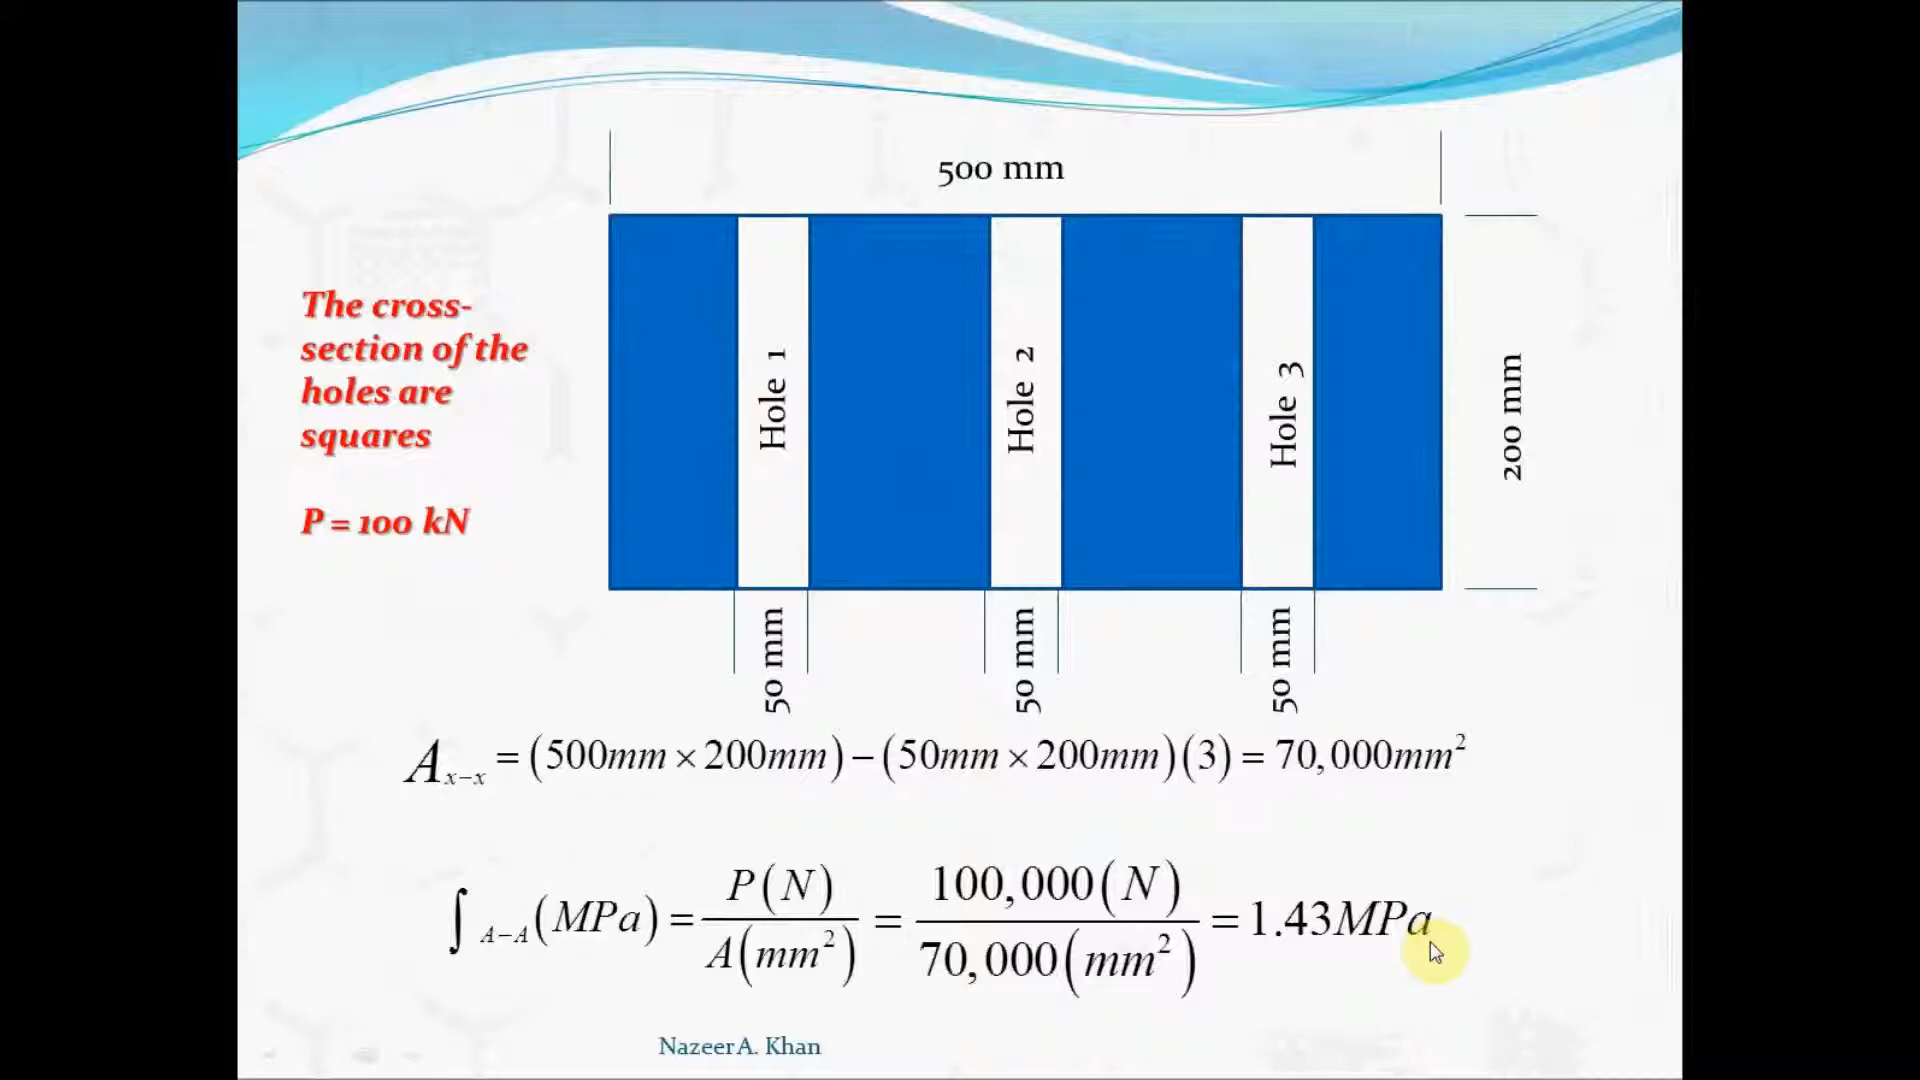 500 mm
The cross-
section of the
holes are
squares
P = 100 kN
Hole 1
Hole 2
Hole 3
200 mm
50 mm
50 mm
50 mm
A x-x = (500mm × 200mm) − (50mm × 200mm)(3) = 70,000mm²
∫ A-A (MPa) = P(N) / A(mm²) = 100,000(N) / 70,000(mm²) = 1.43MPa
Nazeer A. Khan